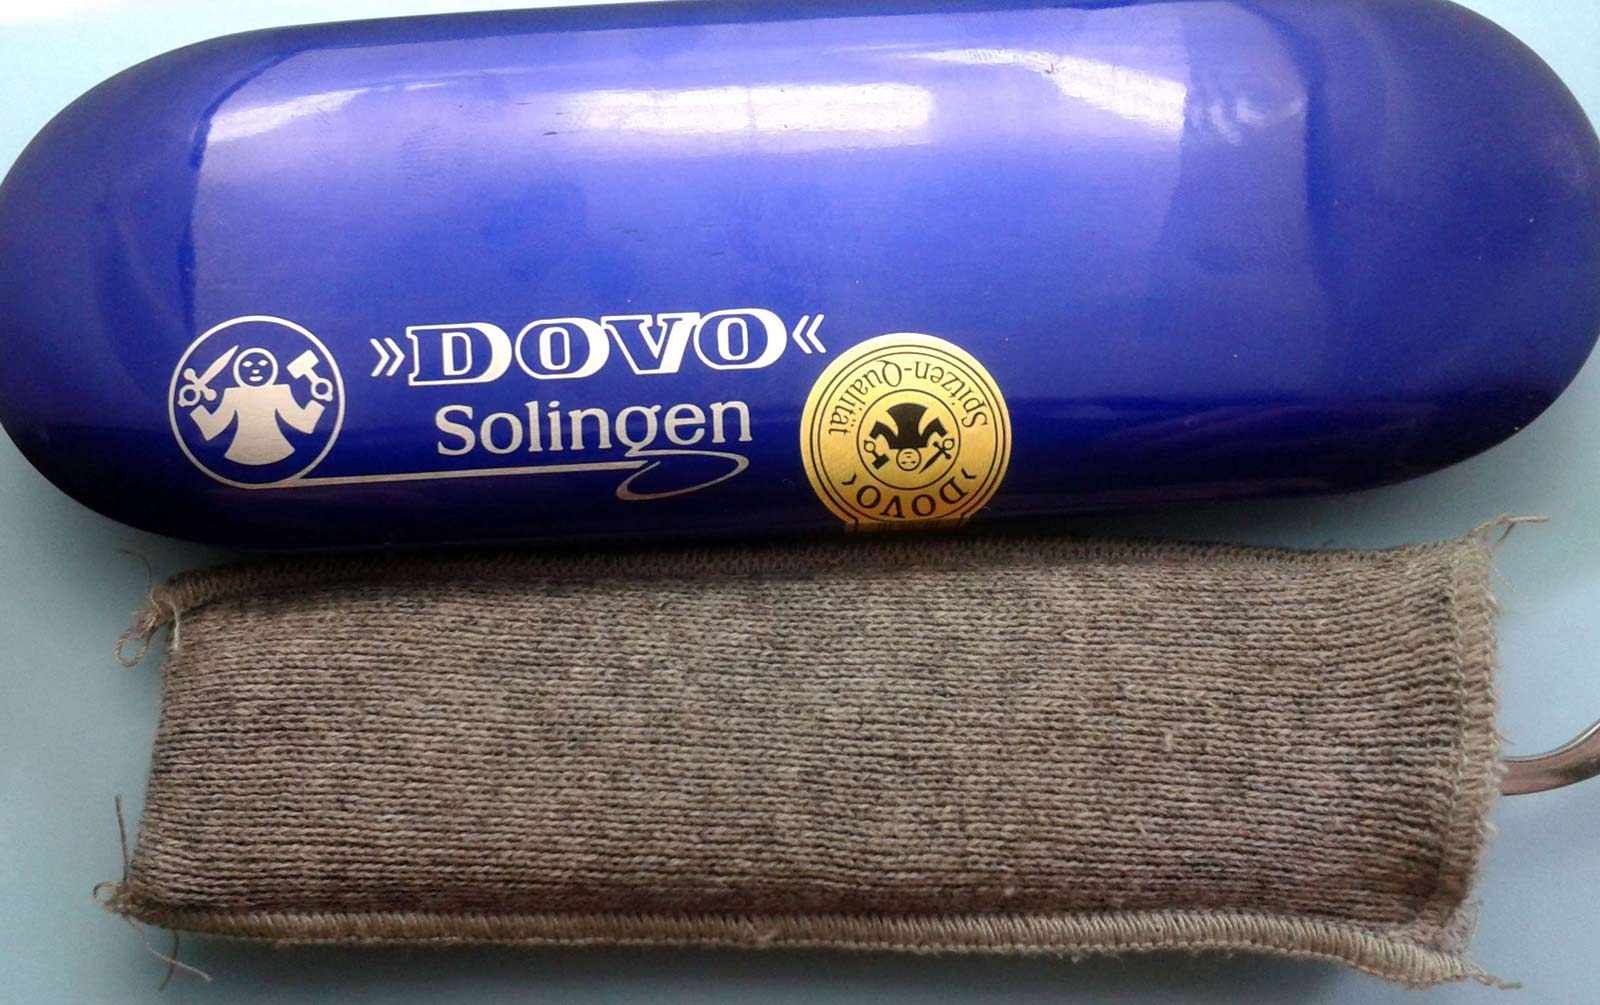 »DOVO«
Solingen
Spitzen-Qualität
‹DOVO›